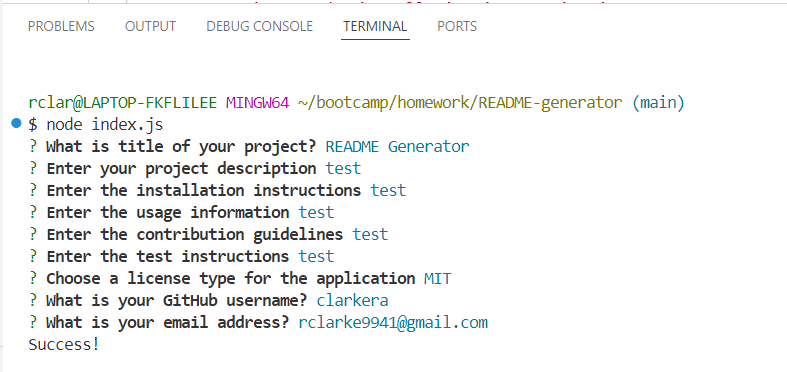 PROBLEMS OUTPUT DEBUG CONSOLE TERMINAL PORTS
rclar@LAPTOP-FKFLILEE MINGW64 ~/bootcamp/homework/README-generator (main)
$ node index.js
? What is title of your project? README Generator
? Enter your project description test
? Enter the installation instructions test
? Enter the usage information test
? Enter the contribution guidelines test
? Enter the test instructions test
? Choose a license type for the application MIT
? What is your GitHub username? clarkera
? What is your email address? rclarke9941@gmail.com
Success!